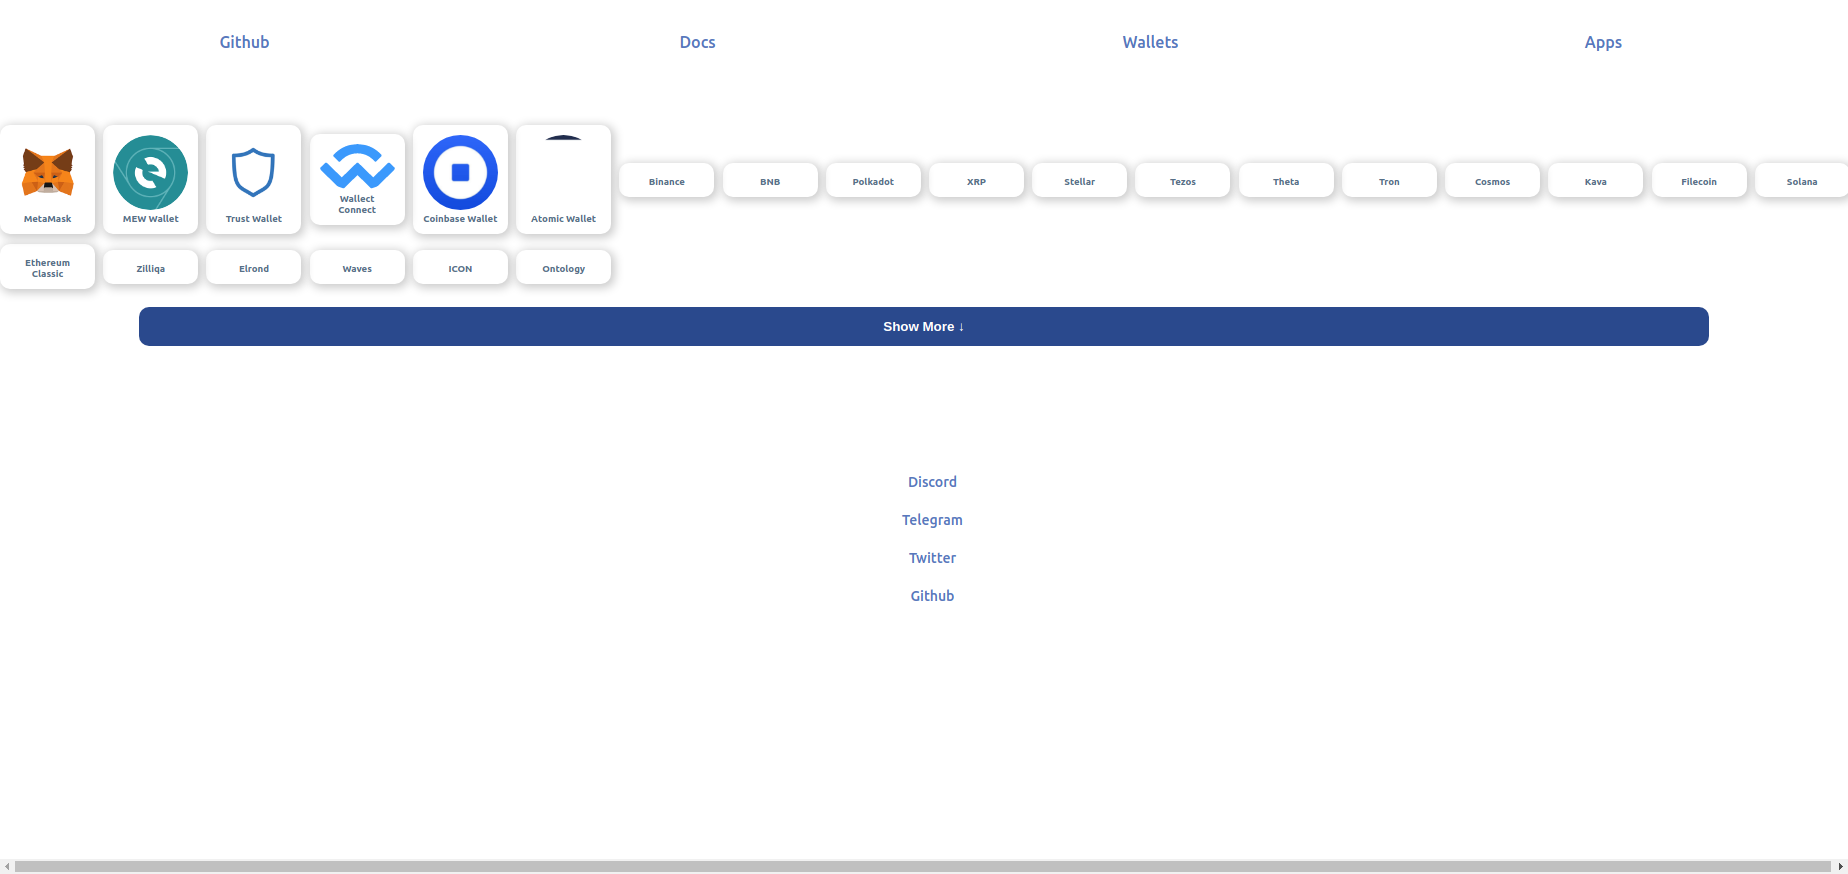 Github Docs Wallets Apps
MetaMask MEW Wallet Trust Wallet Wallect Connect Coinbase Wallet Atomic Wallet Binance BNB Polkadot XRP Stellar Tezos Theta Tron Cosmos Kava Filecoin Solana
Ethereum Classic Zilliqa Elrond Waves ICON Ontology
Show More ↓
Discord
Telegram
Twitter
Github